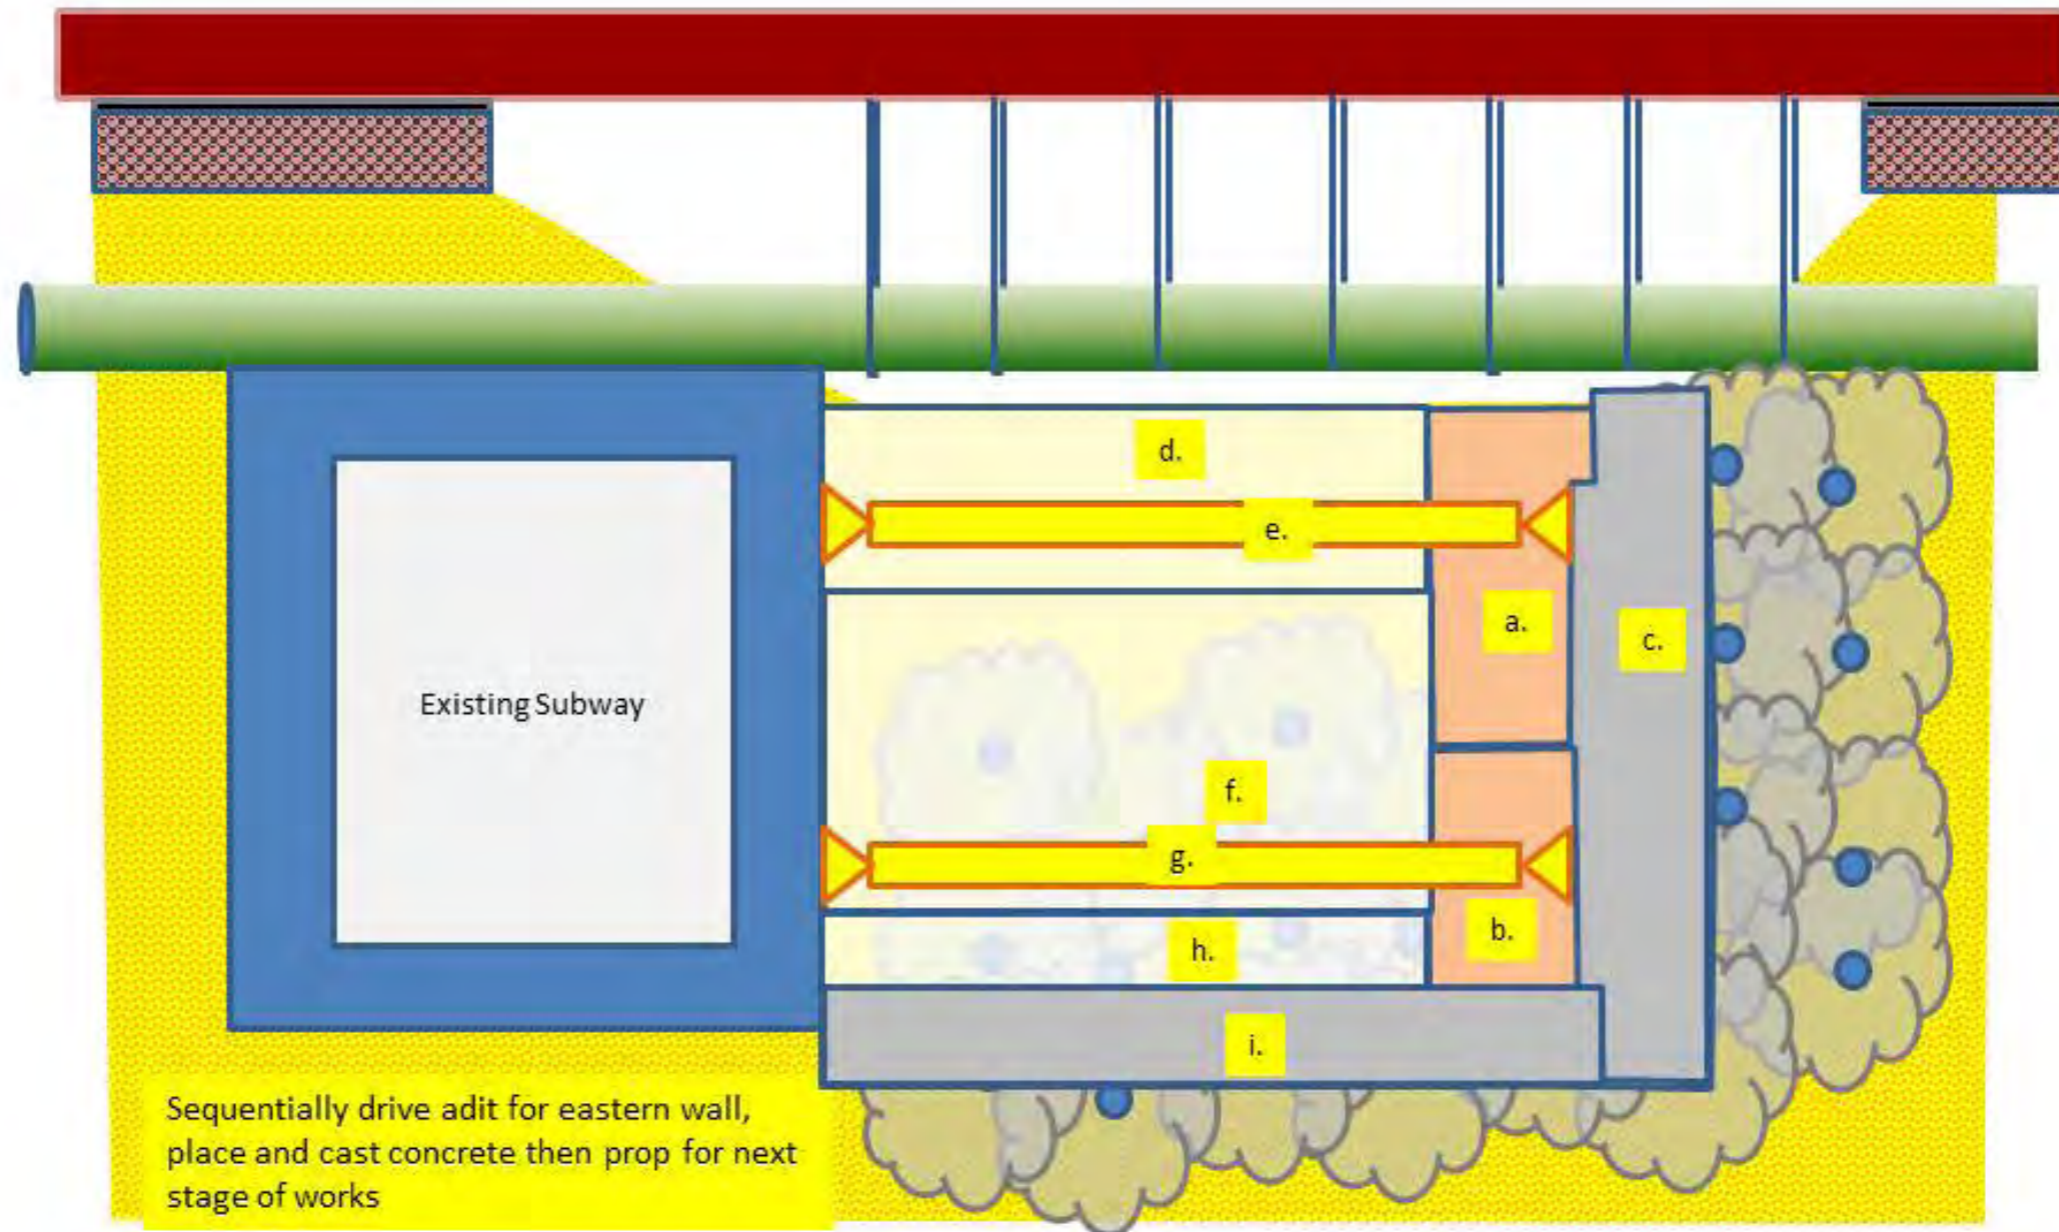 d.
e.
a.
c.
Existing Subway
f.
g.
b.
h.
i.
Sequentially drive adit for eastern wall,
place and cast concrete then prop for next
stage of works